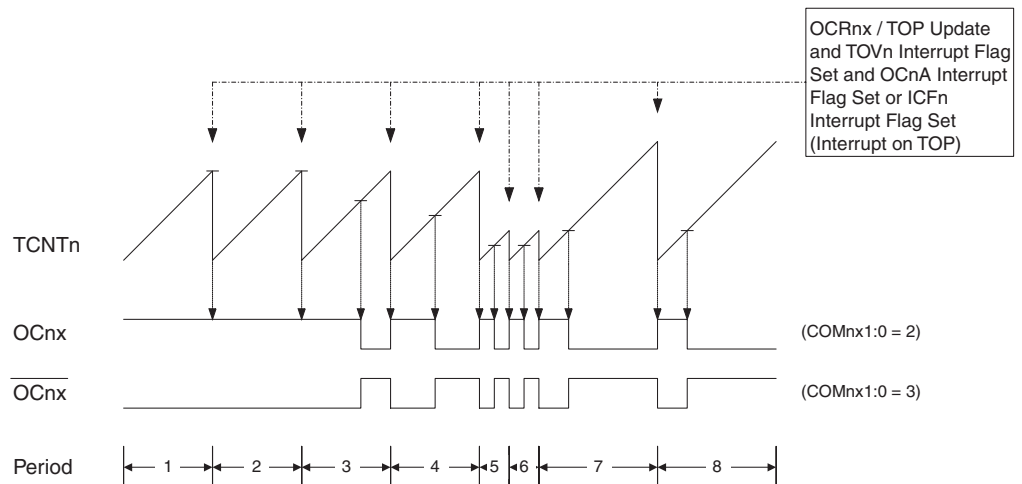 OCRnx / TOP Update
and TOVn Interrupt Flag
Set and OCnA Interrupt
Flag Set or ICFn
Interrupt Flag Set
(Interrupt on TOP)
TCNTn
OCnx (COMnx1:0 = 2)
OCnx (COMnx1:0 = 3)
Period 1 2 3 4 5 6 7 8